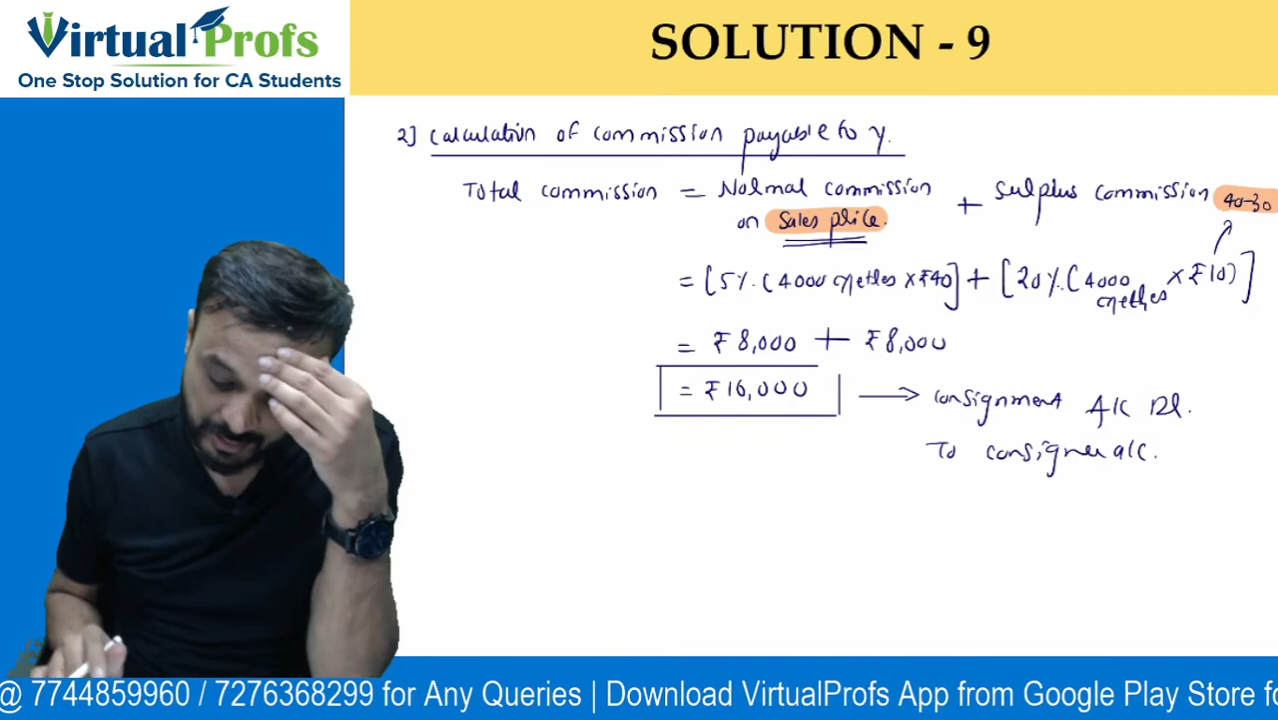 Virtual Profs
One Stop Solution for CA Students
SOLUTION - 9
2] Calculation of commission payable to Y.
Total commission = Normal commission on Sales price. + Surplus commission 40-30
= [5% (4000 metres × ₹40] + [20% (4000 metres × ₹10)]
= ₹8,000 + ₹8,000
= ₹16,000 → consignment A/c Dr.
To consignee a/c.
@ 7744859960 / 7276368299 for Any Queries | Download VirtualProfs App from Google Play Store fo